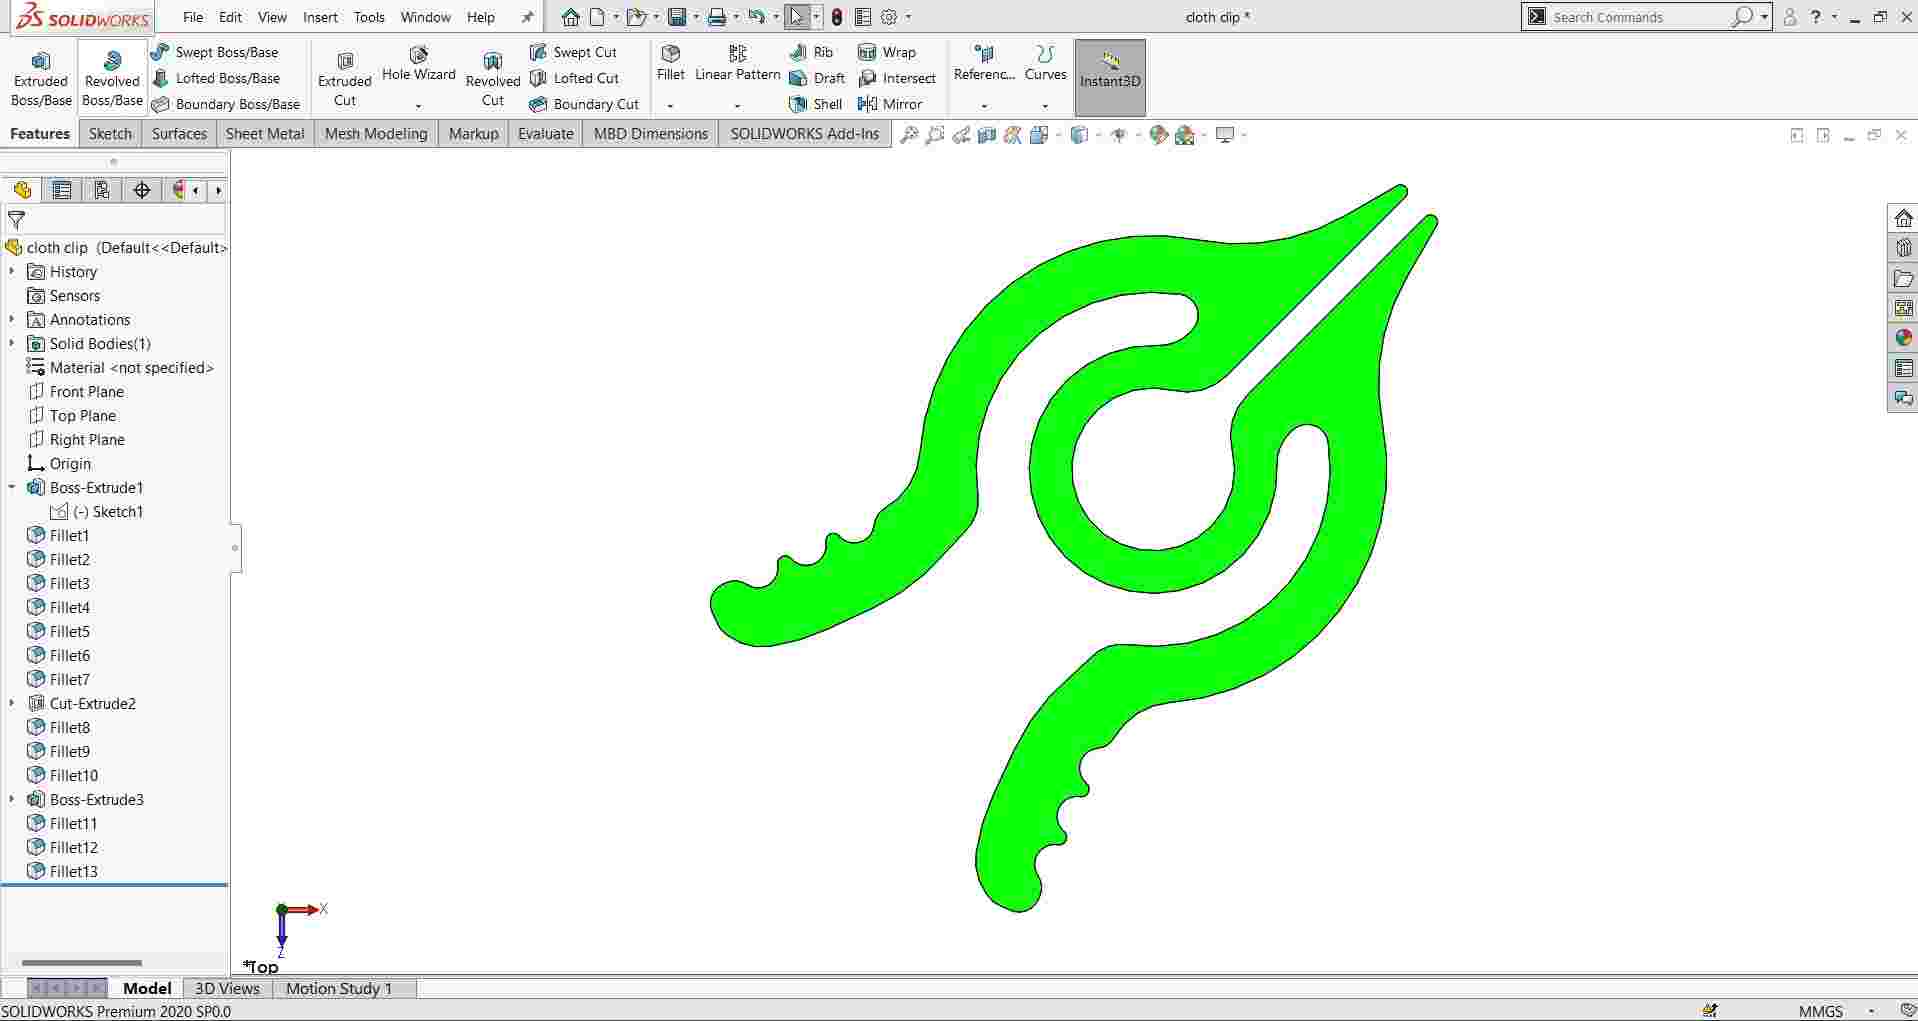 SOLIDWORKS File Edit View Insert Tools Window Help cloth clip * Search Commands ?
Extruded Boss/Base
Revolved Boss/Base
Swept Boss/Base
Lofted Boss/Base
Boundary Boss/Base
Extruded Cut
Hole Wizard
Revolved Cut
Swept Cut
Lofted Cut
Boundary Cut
Fillet
Linear Pattern
Rib
Draft
Shell
Wrap
Intersect
Mirror
Referenc...
Curves
Instant3D
Features Sketch Surfaces Sheet Metal Mesh Modeling Markup Evaluate MBD Dimensions SOLIDWORKS Add-Ins
cloth clip (Default<<Default>
History
Sensors
Annotations
Solid Bodies(1)
Material <not specified>
Front Plane
Top Plane
Right Plane
Origin
Boss-Extrude1
(-) Sketch1
Fillet1
Fillet2
Fillet3
Fillet4
Fillet5
Fillet6
Fillet7
Cut-Extrude2
Fillet8
Fillet9
Fillet10
Boss-Extrude3
Fillet11
Fillet12
Fillet13
X
Z
*Top
Model 3D Views Motion Study 1
SOLIDWORKS Premium 2020 SP0.0 MMGS